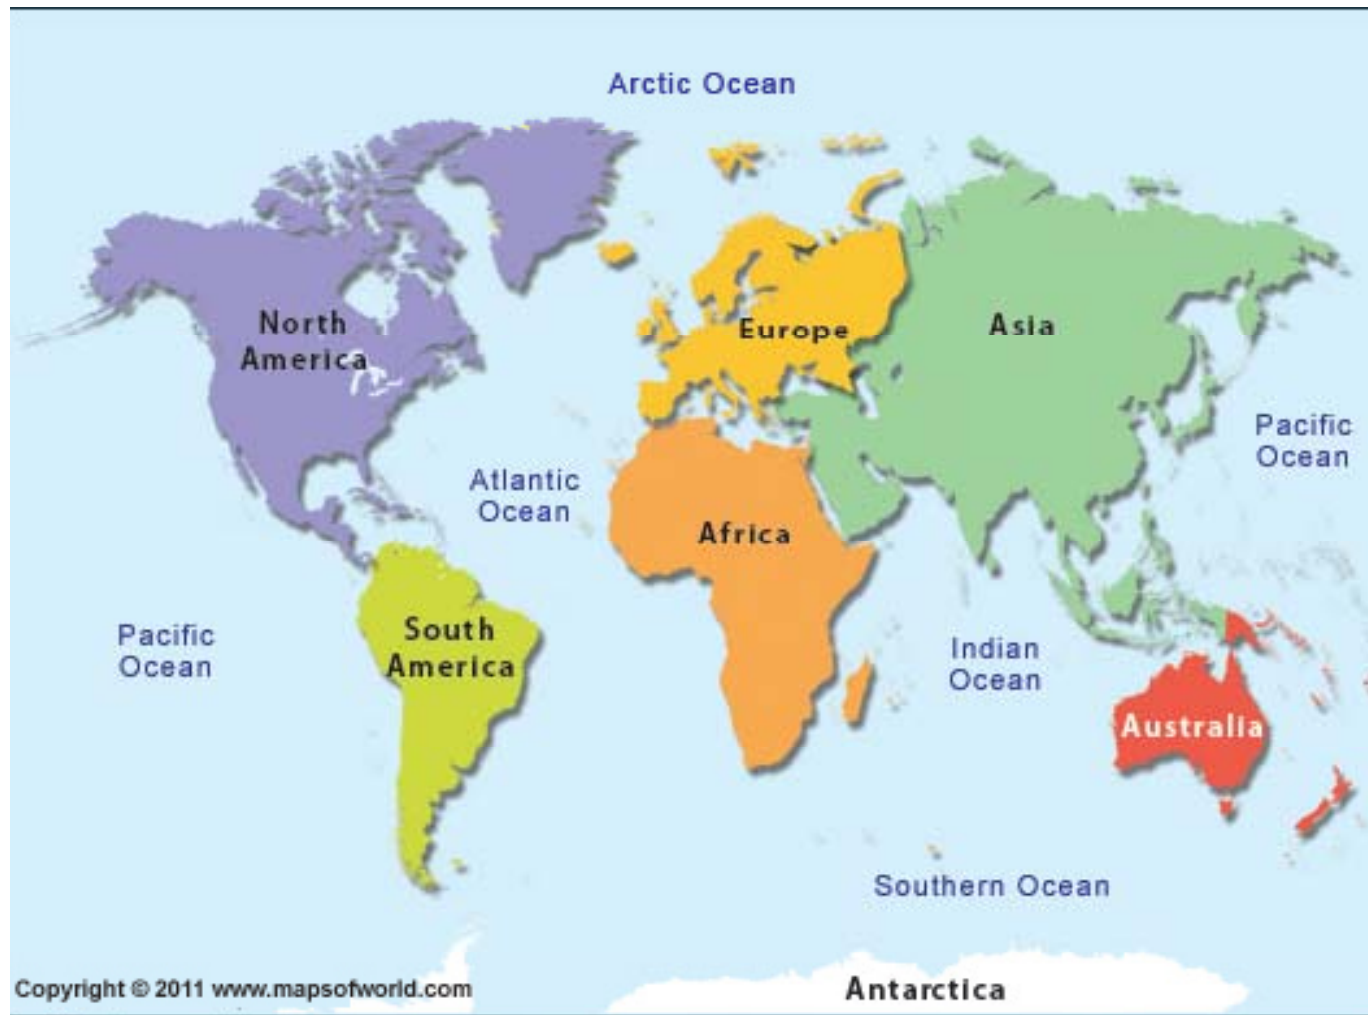 Arctic Ocean
North
America
Europe
Asia
Pacific
Ocean
Atlantic
Ocean
Africa
Pacific
Ocean
South
America
Indian
Ocean
Australia
Southern Ocean
Copyright © 2011 www.mapsofworld.com
Antarctica